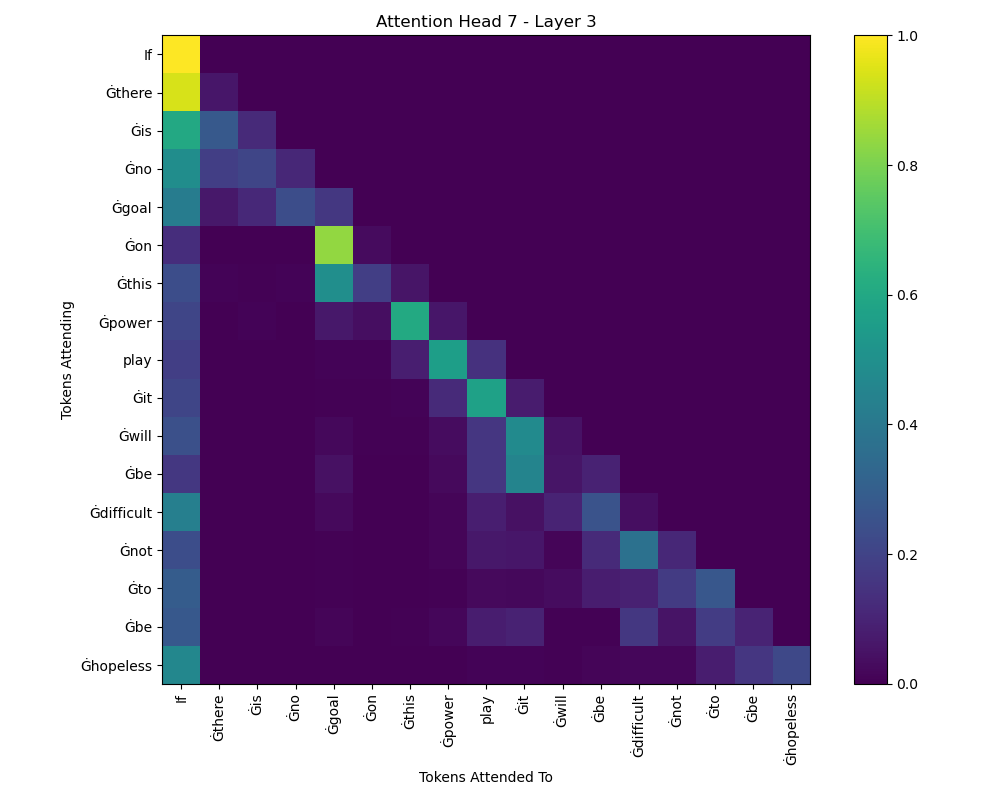 Attention Head 7 - Layer 3
If
Ġthere
Ġis
Ġno
Ġgoal
Ġon
Ġthis
Ġpower
play
Ġit
Ġwill
Ġbe
Ġdifficult
Ġnot
Ġto
Ġbe
Ġhopeless
Tokens Attending
If
Ġthere
Ġis
Ġno
Ġgoal
Ġon
Ġthis
Ġpower
play
Ġit
Ġwill
Ġbe
Ġdifficult
Ġnot
Ġto
Ġbe
Ġhopeless
Tokens Attended To
1.0
0.8
0.6
0.4
0.2
0.0